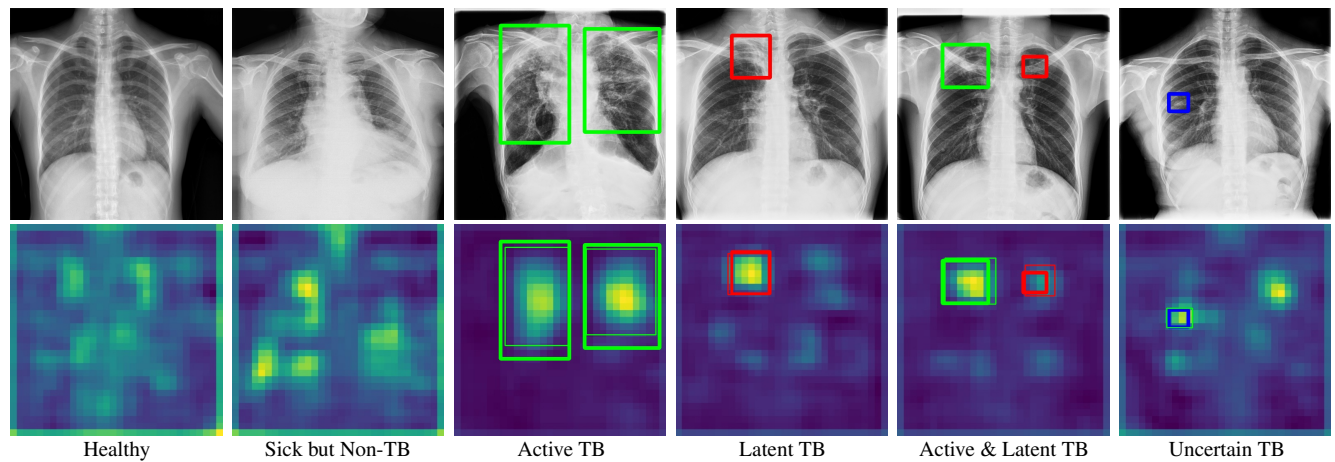 Healthy
Sick but Non-TB
Active TB
Latent TB
Active & Latent TB
Uncertain TB